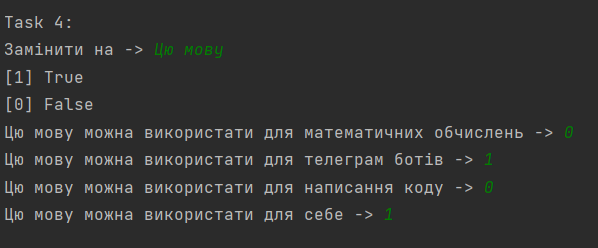 Task 4:
Замінити на -> Цю мову
[1] True
[0] False
Цю мову можна використати для математичних обчислень -> 0
Цю мову можна використати для телеграм ботів -> 1
Цю мову можна використати для написання коду -> 0
Цю мову можна використати для себе -> 1